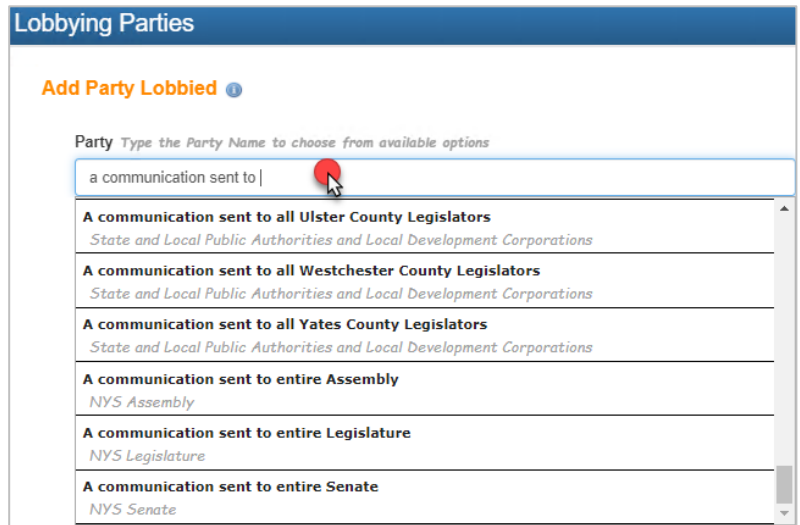 Lobbying Parties
Add Party Lobbied
Party Type the Party Name to choose from available options
a communication sent to
A communication sent to all Ulster County Legislators
State and Local Public Authorities and Local Development Corporations
A communication sent to all Westchester County Legislators
State and Local Public Authorities and Local Development Corporations
A communication sent to all Yates County Legislators
State and Local Public Authorities and Local Development Corporations
A communication sent to entire Assembly
NYS Assembly
A communication sent to entire Legislature
NYS Legislature
A communication sent to entire Senate
NYS Senate